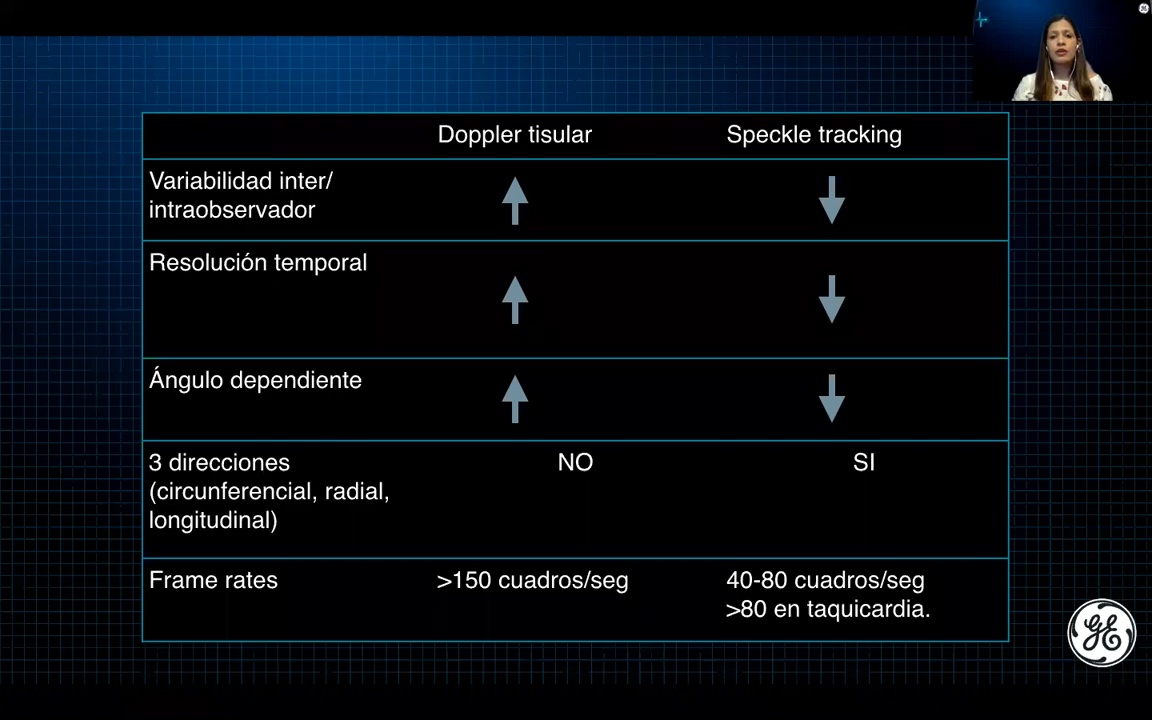 Doppler tisular
Speckle tracking
Variabilidad inter/
intraobservador
Resolución temporal
Ángulo dependiente
3 direcciones
(circunferencial, radial,
longitudinal)
NO
SI
Frame rates
>150 cuadros/seg
40-80 cuadros/seg
>80 en taquicardia.
GE